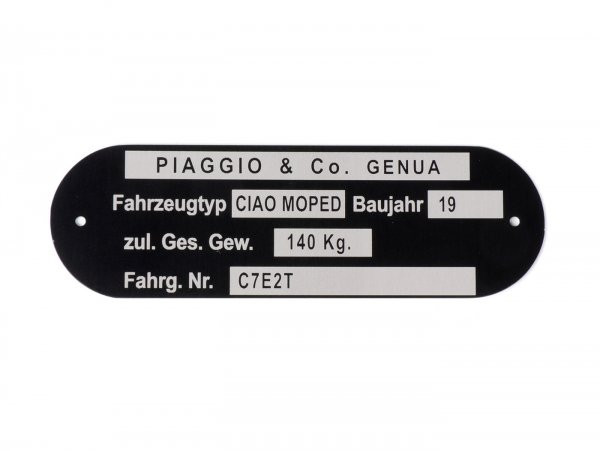 PIAGGIO & Co. GENUA
Fahrzeugtyp CIAO MOPED Baujahr 19
zul. Ges. Gew. 140 Kg.
Fahrg. Nr. C7E2T